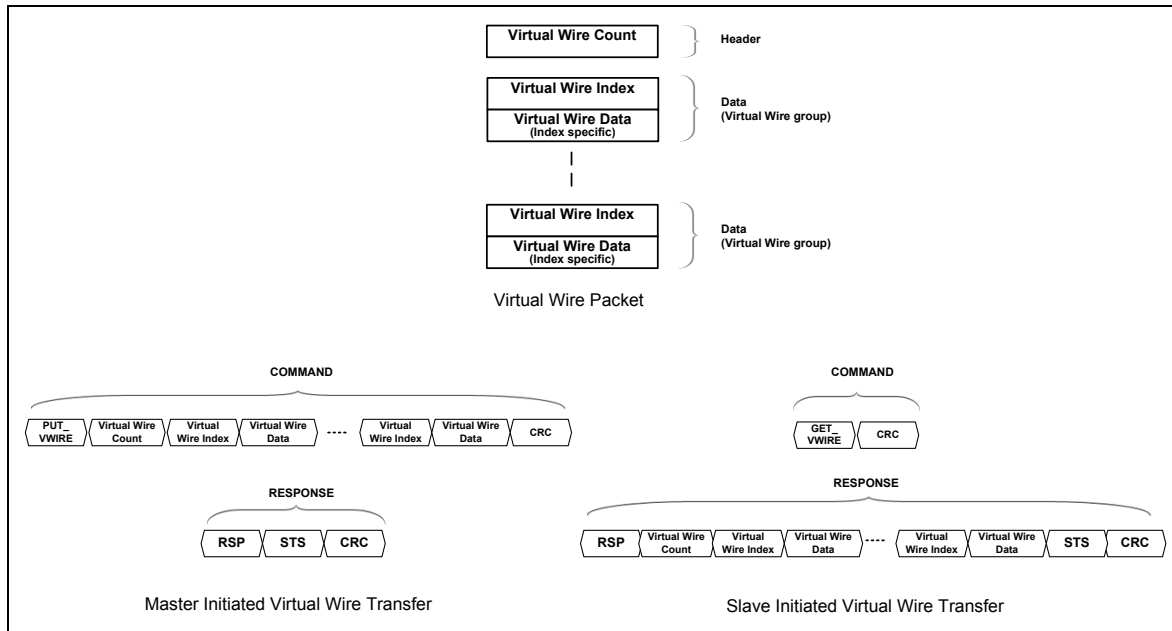 Virtual Wire Count
Header
Virtual Wire Index
Virtual Wire Data
(Index specific)
Data
(Virtual Wire group)
Virtual Wire Index
Virtual Wire Data
(Index specific)
Data
(Virtual Wire group)
Virtual Wire Packet
COMMAND
PUT_
VWIRE
Virtual Wire
Count
Virtual
Wire Index
Virtual Wire
Data
----
Virtual
Wire Index
Virtual Wire
Data
CRC
RESPONSE
RSP
STS
CRC
Master Initiated Virtual Wire Transfer
COMMAND
GET_
VWIRE
CRC
RESPONSE
RSP
Virtual Wire
Count
Virtual
Wire Index
Virtual Wire
Data
----
Virtual
Wire Index
Virtual Wire
Data
STS
CRC
Slave Initiated Virtual Wire Transfer